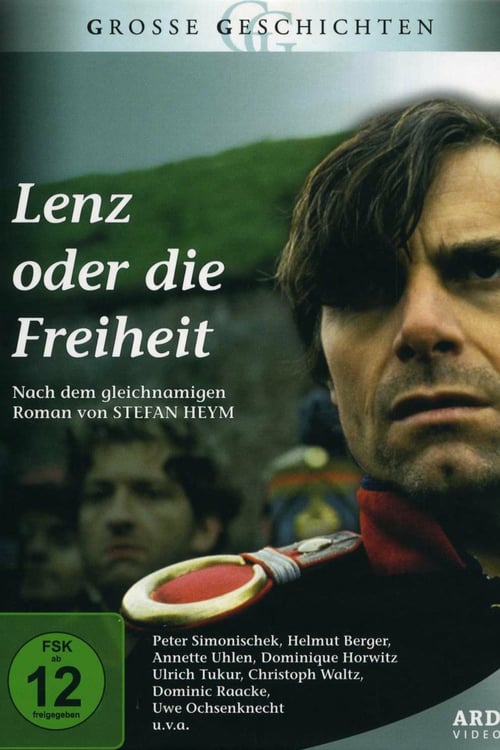 GROSSE GESCHICHTEN
Lenz
oder die
Freiheit
Nach dem gleichnamigen
Roman von STEFAN HEYM
Peter Simonischek, Helmut Berger,
Annette Uhlen, Dominique Horwitz
Ulrich Tukur, Christoph Waltz,
Dominic Raacke,
Uwe Ochsenknecht
u.v.a.
FSK
ab
12
freigegeben
ARD
VIDEO